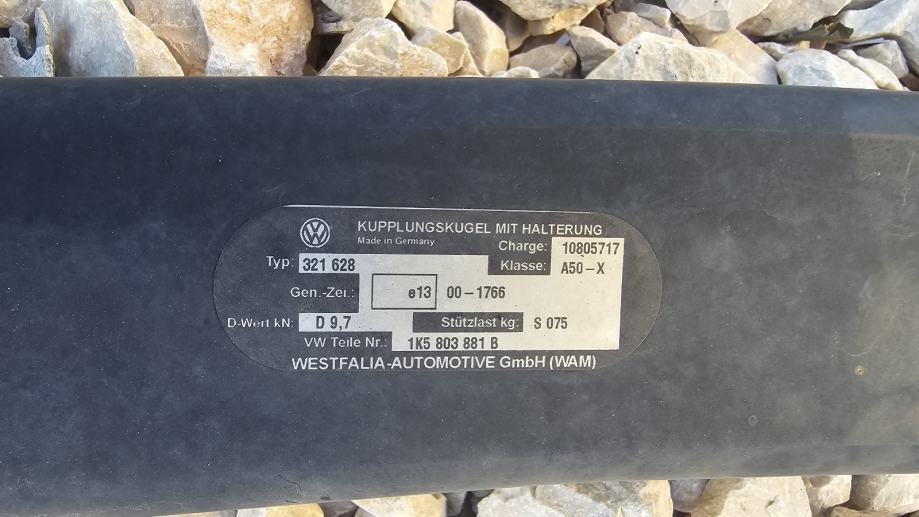 KUPPLUNGSKUGEL MIT HALTERUNG
Made in Germany
Charge: 10805717
Typ: 321 628
Klasse: A50-X
Gen.-Zei.: e13 00-1766
D-Wert kN: D 9,7 Stützlast kg: S 075
VW Teile Nr.: 1K5 803 881 B
WESTFALIA-AUTOMOTIVE GmbH (WAM)